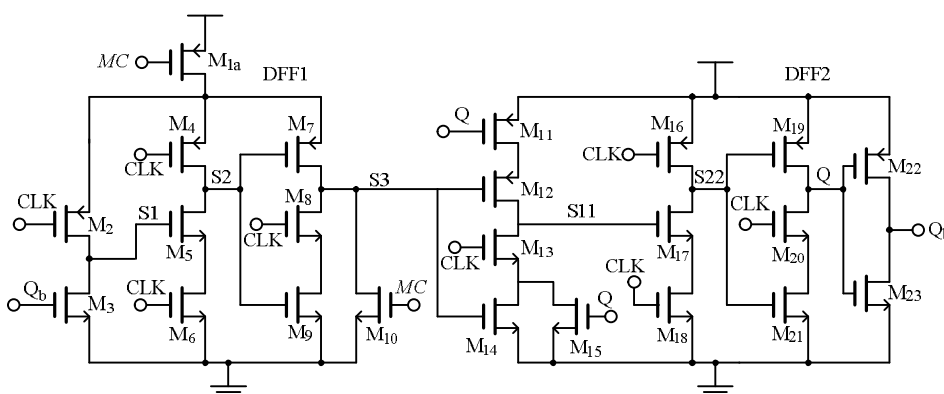 MC
M1a
DFF1
DFF2
M4
M7
Q
M11
M16
M19
CLK
CLK
M22
CLK
S2
M8
S3
M12
S22
Q
S1
M2
CLK
S11
CLK
Qb
M5
M13
M17
M20
CLK
CLK
Qb
M3
CLK
MC
Q
M23
M6
M9
M10
M14
M15
M18
M21